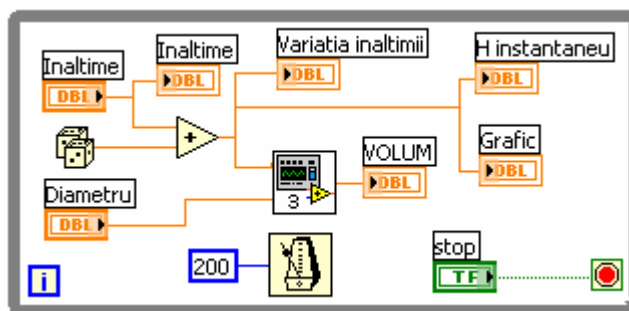 Inaltime
Inaltime
Variatia inaltimii
H instantaneu
DBL
DBL
DBL
DBL
VOLUM
Grafic
DBL
DBL
Diametru
3
DBL
200
stop
TF
i